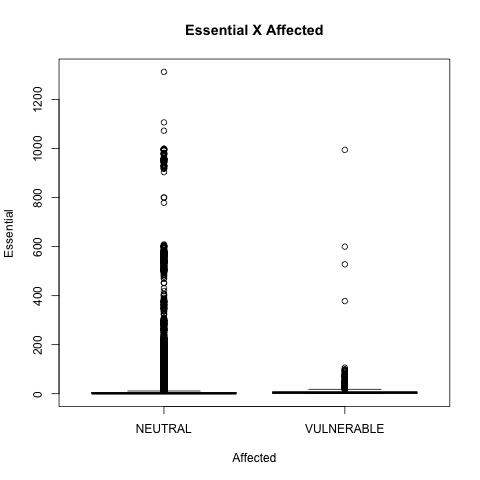 Essential X Affected
Essential
1200
1000
800
600
400
200
0
NEUTRAL
VULNERABLE
Affected